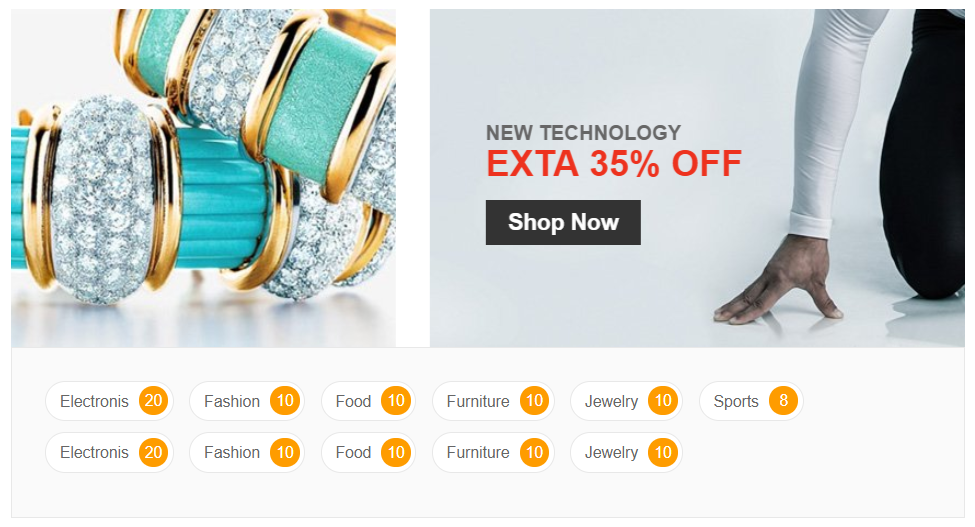 NEW TECHNOLOGY
EXTA 35% OFF
Shop Now
Electronis 20 Fashion 10 Food 10 Furniture 10 Jewelry 10 Sports 8
Electronis 20 Fashion 10 Food 10 Furniture 10 Jewelry 10